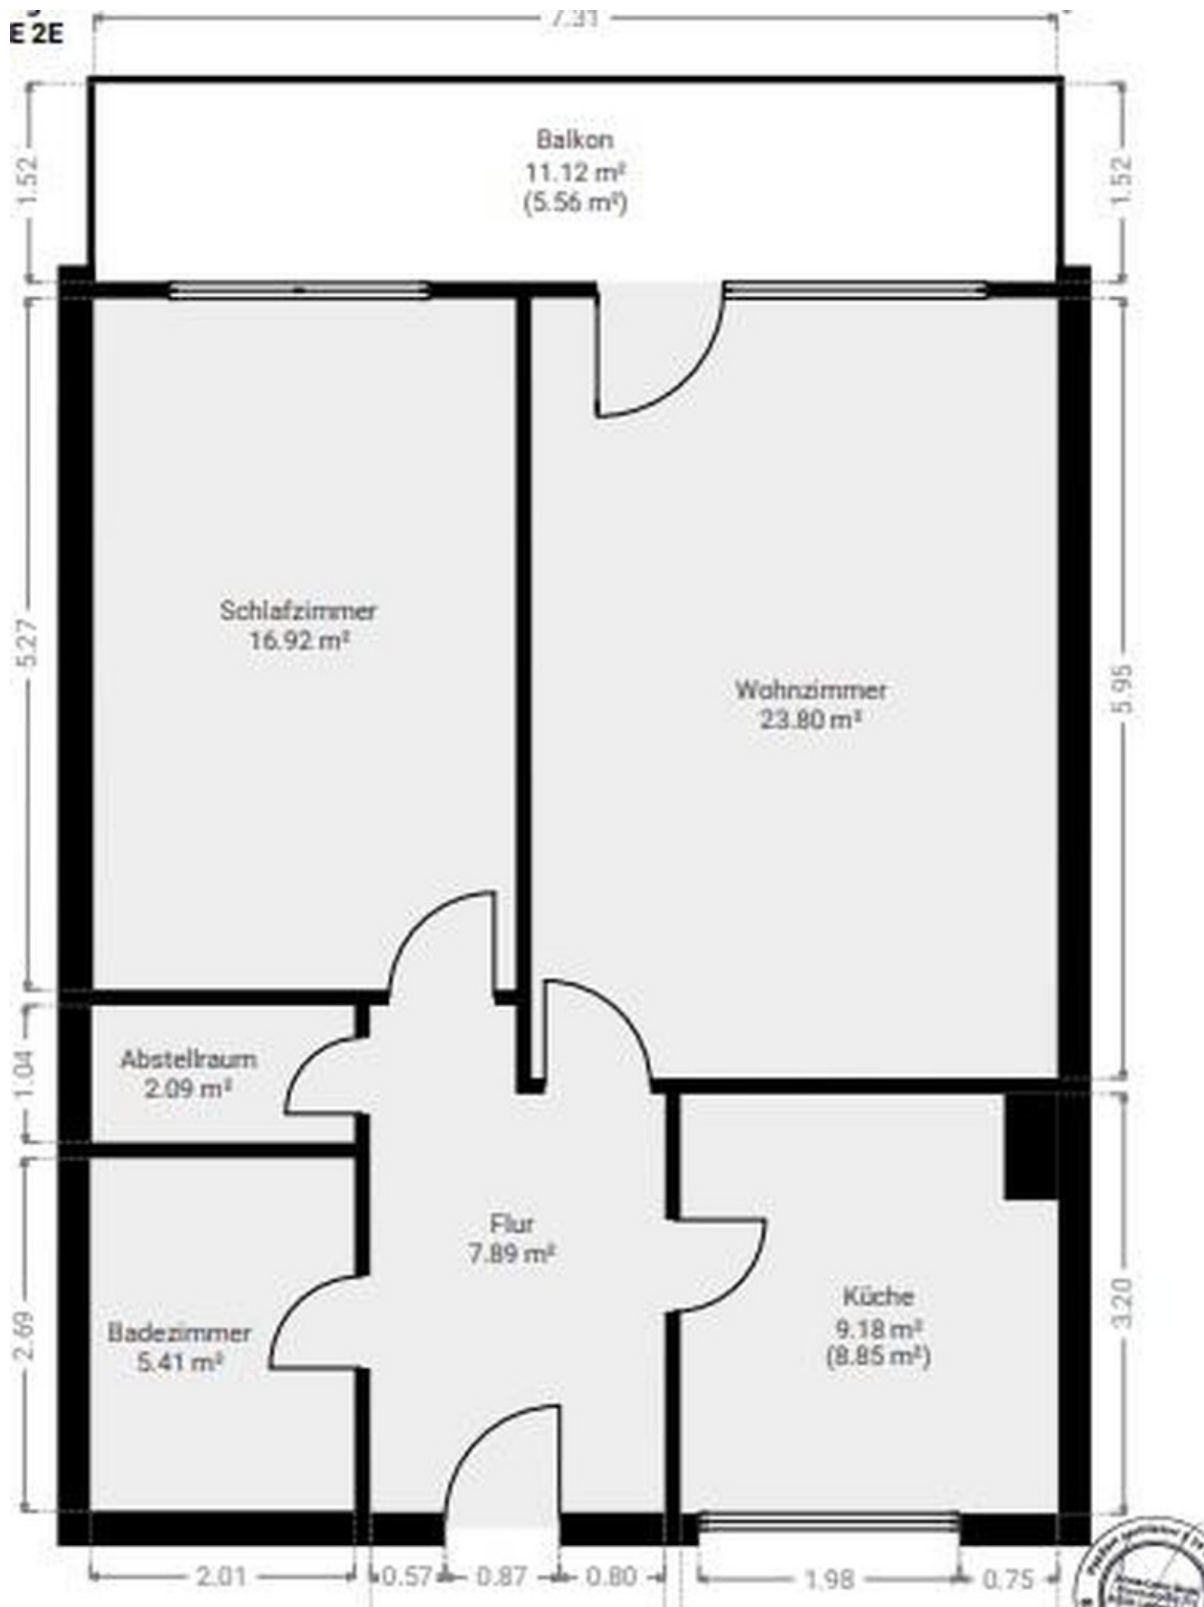 E 2E
7.31
1.52
Balkon
11.12 m²
(5.56 m²)
1.52
5.27
Schlafzimmer
16.92 m²
Wohnzimmer
23.80 m²
5.95
1.04
Abstellraum
2.09 m²
Flur
7.89 m²
2.69
Badezimmer
5.41 m²
Küche
9.18 m²
(8.85 m²)
3.20
2.01
0.57
0.87
0.80
1.98
0.75